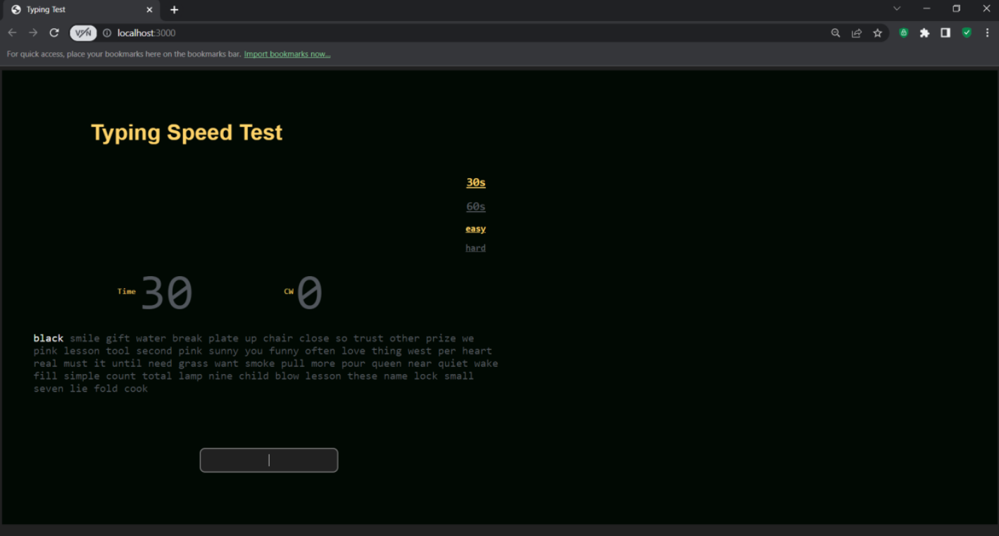 Typing Test
VPN
localhost:3000
For quick access, place your bookmarks here on the bookmarks bar. Import bookmarks now...
Typing Speed Test
30s
60s
easy
hard
Time 30 CW 0
black smile gift water break plate up chair close so trust other prize we
pink lesson tool second pink sunny you funny often love thing west per heart
real must it until need grass want smoke pull more pour queen near quiet wake
fill simple count total lamp nine child blow lesson these name lock small
seven lie fold cook